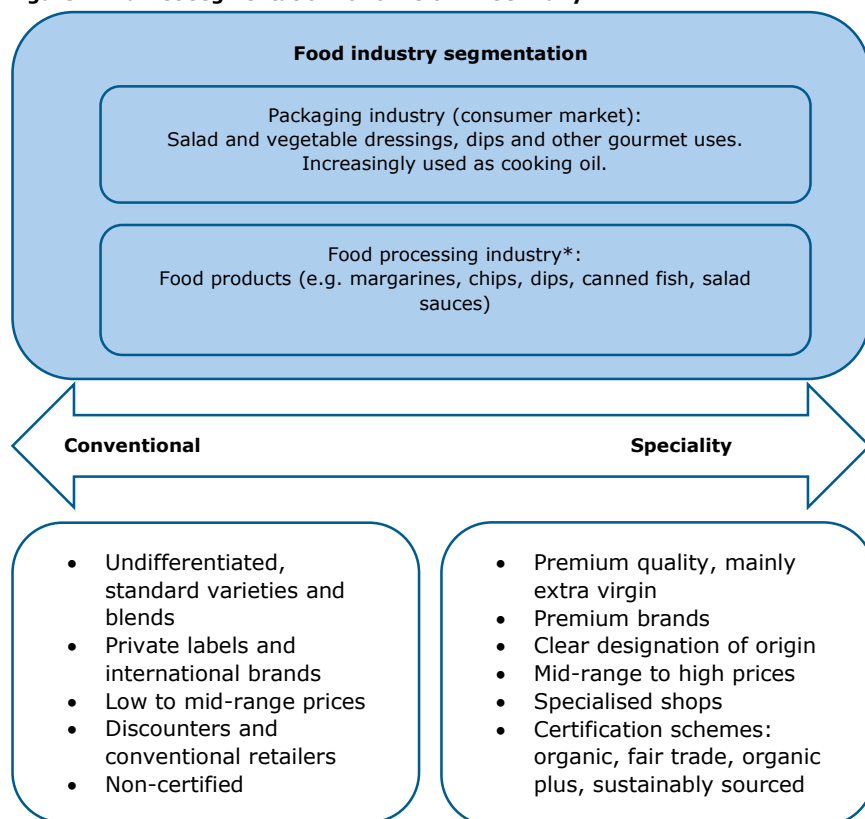 Food industry segmentation
Packaging industry (consumer market):
Salad and vegetable dressings, dips and other gourmet uses.
Increasingly used as cooking oil.
Food processing industry*:
Food products (e.g. margarines, chips, dips, canned fish, salad
sauces)
Conventional
Speciality
• Undifferentiated,
standard varieties and
blends
• Private labels and
international brands
• Low to mid-range prices
• Discounters and
conventional retailers
• Non-certified
• Premium quality, mainly
extra virgin
• Premium brands
• Clear designation of origin
• Mid-range to high prices
• Specialised shops
• Certification schemes:
organic, fair trade, organic
plus, sustainably sourced